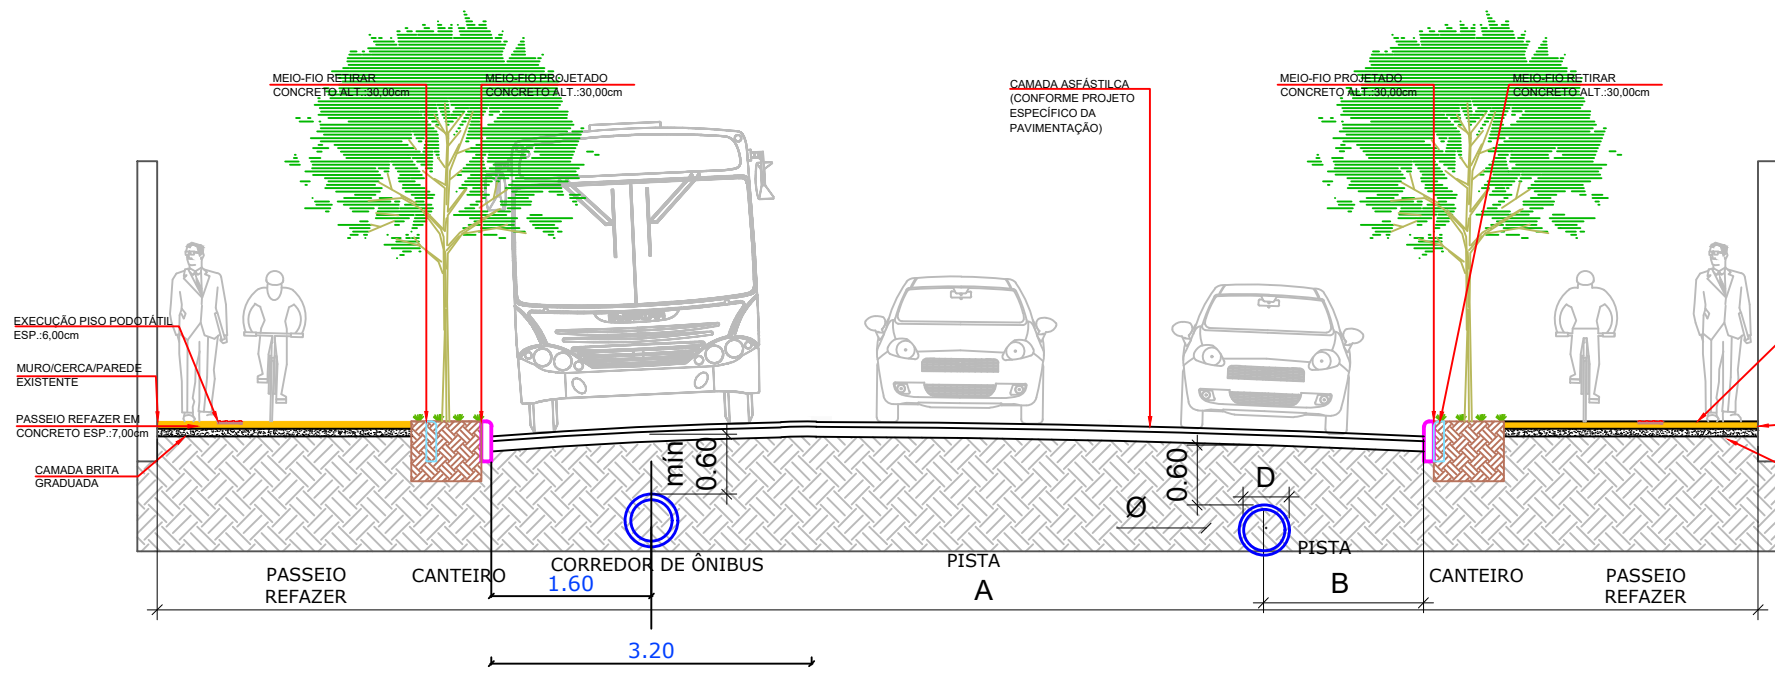 MEIO-FIO RETIRAR
CONCRETO ALT.:30,00cm
MEIO-FIO PROJETADO
CONCRETO ALT.:30,00cm
CAMADA ASFÁSTILCA
(CONFORME PROJETO
ESPECÍFICO DA
PAVIMENTAÇÃO)
MEIO-FIO PROJETADO
CONCRETO ALT.:30,00cm
MEIO-FIO RETIRAR
CONCRETO ALT.:30,00cm
EXECUÇÃO PISO PODOTÁTIL
ESP.:6,00cm
MURO/CERCA/PAREDE
EXISTENTE
PASSEIO REFAZER EM
CONCRETO ESP.:7,00cm
CAMADA BRITA
GRADUADA
mín
0.60
0.60
D
Ø
PASSEIO
REFAZER
CANTEIRO
CORREDOR DE ÔNIBUS
1.60
PISTA
A
PISTA
B
CANTEIRO
PASSEIO
REFAZER
3.20